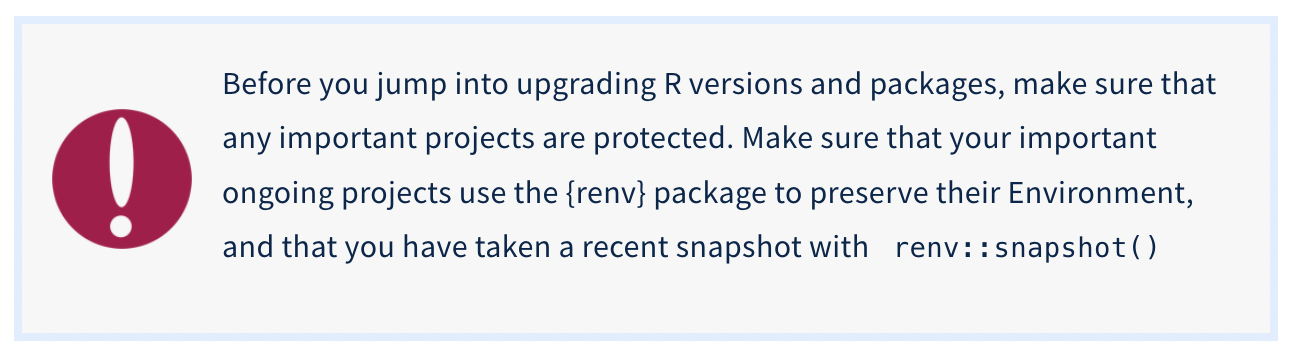 Before you jump into upgrading R versions and packages, make sure that
any important projects are protected. Make sure that your important
ongoing projects use the {renv} package to preserve their Environment,
and that you have taken a recent snapshot with renv::snapshot()